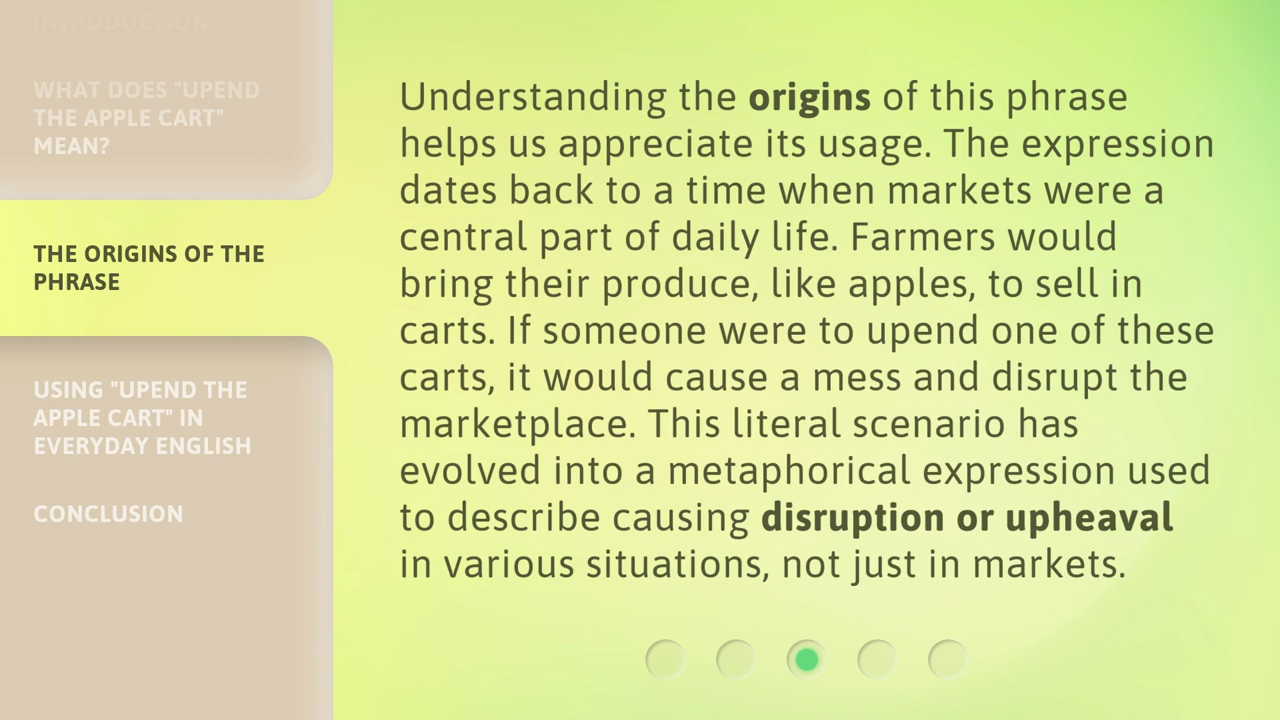 INTRODUCTION
WHAT DOES "UPEND
THE APPLE CART"
MEAN?
THE ORIGINS OF THE
PHRASE
USING "UPEND THE
APPLE CART" IN
EVERYDAY ENGLISH
CONCLUSION
Understanding the origins of this phrase
helps us appreciate its usage. The expression
dates back to a time when markets were a
central part of daily life. Farmers would
bring their produce, like apples, to sell in
carts. If someone were to upend one of these
carts, it would cause a mess and disrupt the
marketplace. This literal scenario has
evolved into a metaphorical expression used
to describe causing disruption or upheaval
in various situations, not just in markets.